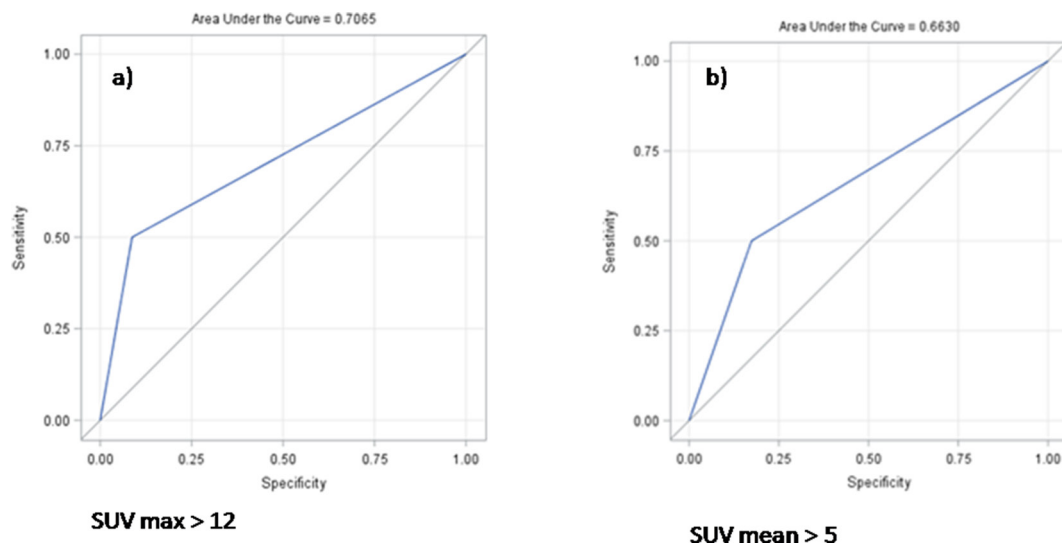 Area Under the Curve = 0.7065
a)
1.00
0.75
0.50
0.25
0.00
Sensitivity
0.00 0.25 0.50 0.75 1.00
Specificity
SUV max > 12
Area Under the Curve = 0.6630
b)
1.00
0.75
0.50
0.25
0.00
Sensitivity
0.00 0.25 0.50 0.75 1.00
Specificity
SUV mean > 5